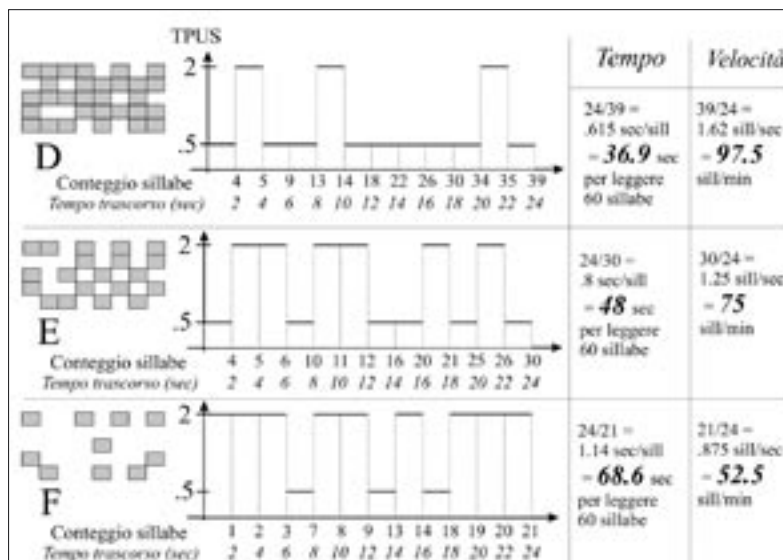 TPUS
Tempo
Velocità
2
.5
D
Conteggio sillabe 4 5 9 13 14 18 22 26 30 34 35 39
Tempo trascorso (sec) 2 4 6 8 10 12 14 16 18 20 22 24
24/39 =
.615 sec/sill
= 36.9 sec
per leggere
60 sillabe
39/24 =
1.62 sill/sec
= 97.5
sill/min
2
.5
E
Conteggio sillabe 4 5 6 10 11 12 16 20 21 25 26 30
Tempo trascorso (sec) 2 4 6 8 10 12 14 16 18 20 22 24
24/30 =
.8 sec/sill
= 48 sec
per leggere
60 sillabe
30/24 =
1.25 sill/sec
= 75
sill/min
2
.5
F
Conteggio sillabe 1 2 3 7 8 9 13 14 18 19 20 21
Tempo trascorso (sec) 2 4 6 8 10 12 14 16 18 20 22 24
24/21 =
1.14 sec/sill
= 68.6 sec
per leggere
60 sillabe
21/24 =
.875 sill/sec
= 52.5
sill/min